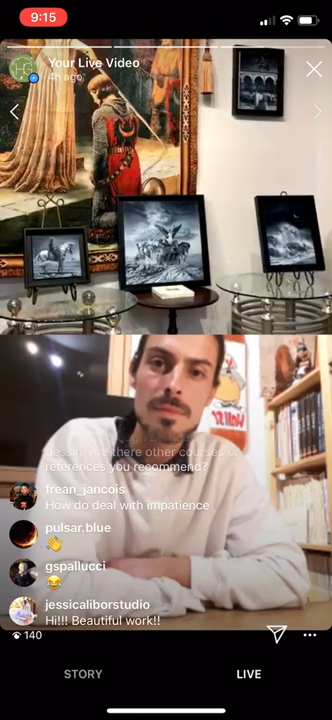 9:15
Your Live Video
4h ago
dessin. Are there other courses or
references you recommend?
frean_jancois
How do deal with impatience
pulsar.blue
👋
gspallucci
😂
jessicaliborstudio
Hi!!! Beautiful work!!
140
STORY
LIVE